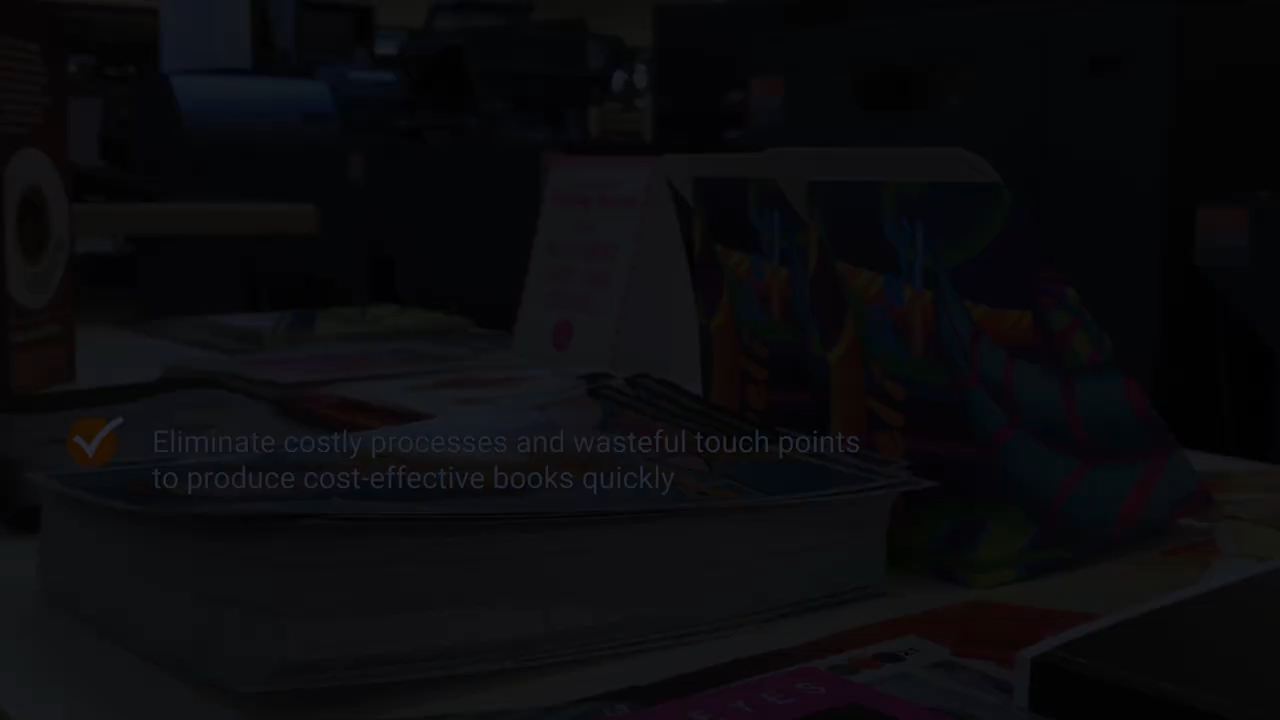 Eliminate costly processes and wasteful touch points
to produce cost-effective books quickly